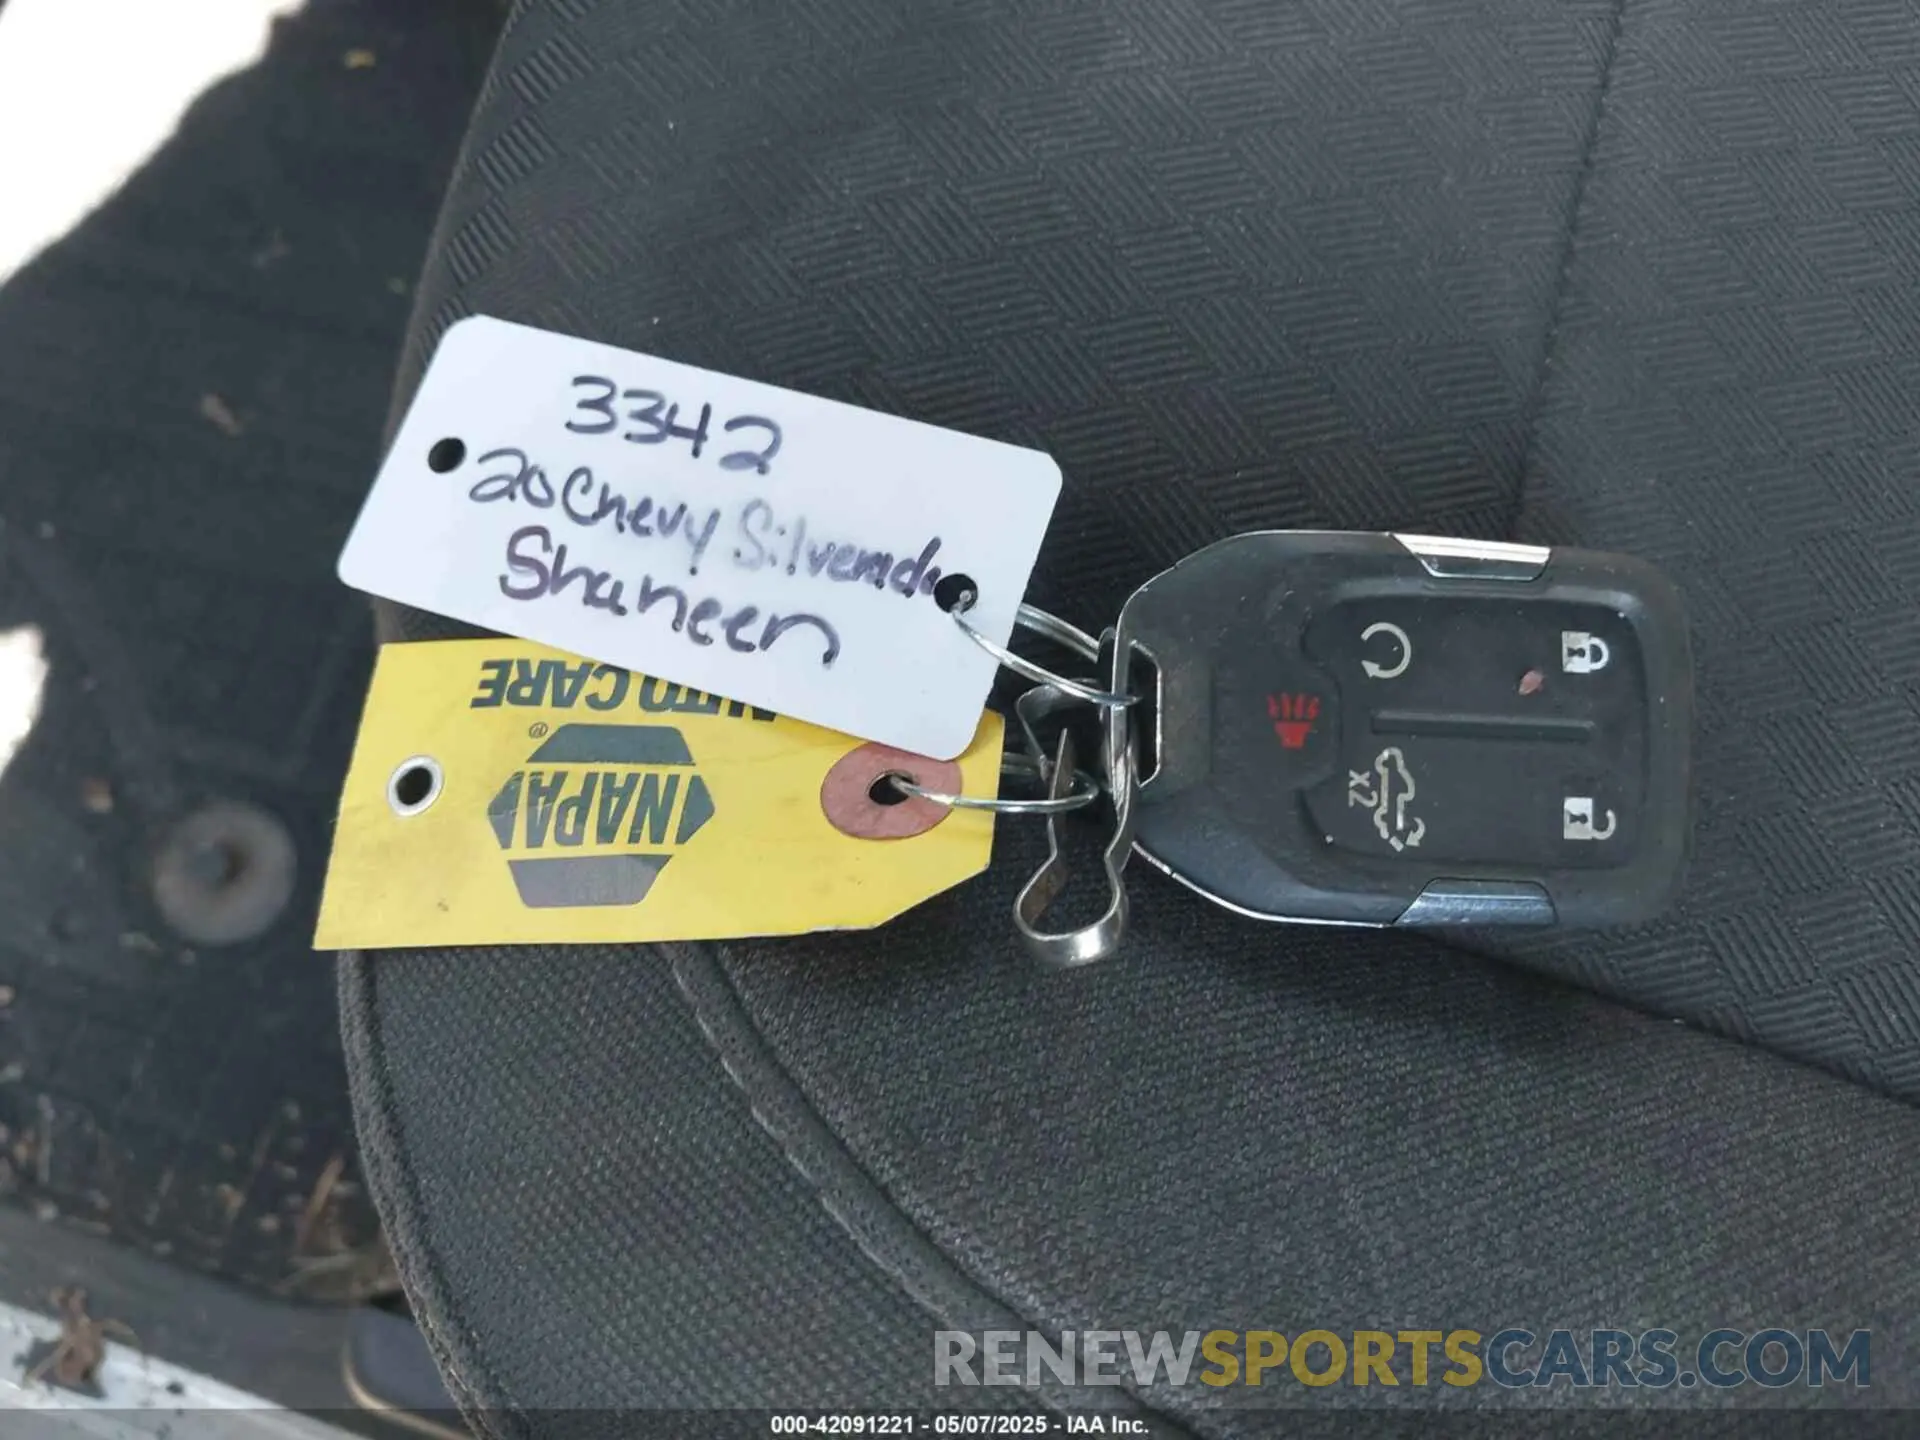 3342
20 Chevy Silverado
Shaneen
AUTO CARE
®
NAPA
X2
RENEWSPORTSCARS.COM
000-42091221 - 05/07/2025 - IAA Inc.